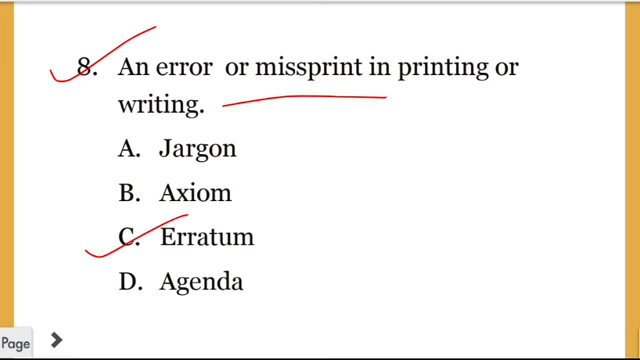 8. An error or missprint in printing or
writing.
A. Jargon
B. Axiom
C. Erratum
D. Agenda
Page